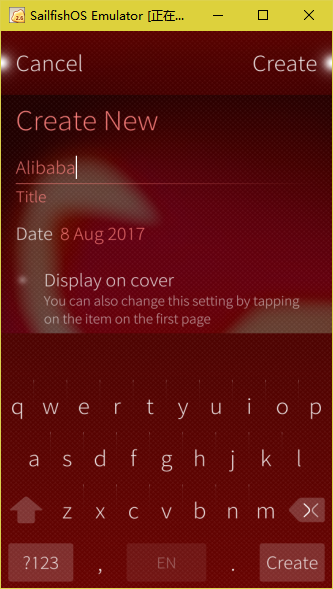 SailfishOS Emulator [正在...
Cancel
Create
Create New
Alibaba
Title
Date 8 Aug 2017
Display on cover
You can also change this setting by tapping
on the item on the first page
q w e r t y u i o p
a s d f g h j k l
z x c v b n m
?123 , EN . Create